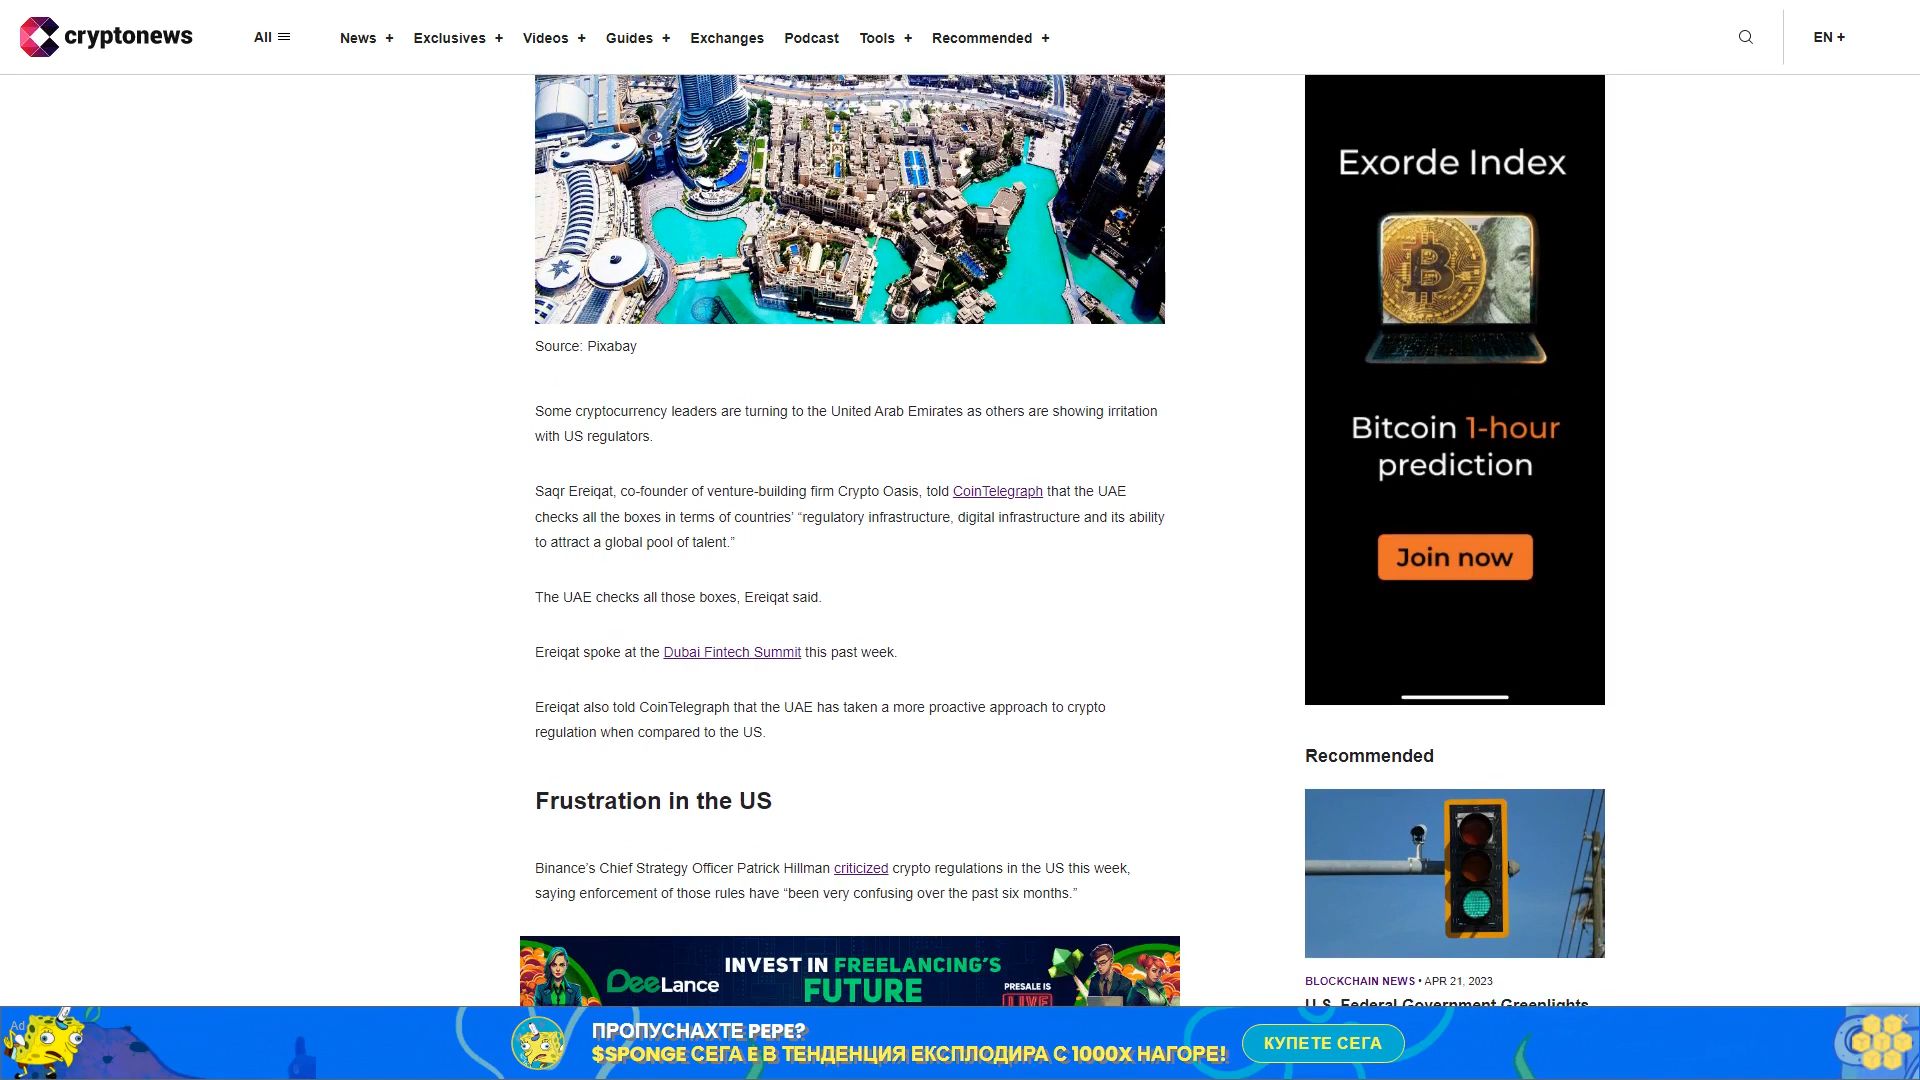 cryptonews
All
News +
Exclusives +
Videos +
Guides +
Exchanges
Podcast
Tools +
Recommended +
EN +
Source: Pixabay
Some cryptocurrency leaders are turning to the United Arab Emirates as others are showing irritation
with US regulators.
Saqr Ereiqat, co-founder of venture-building firm Crypto Oasis, told CoinTelegraph that the UAE
checks all the boxes in terms of countries’ “regulatory infrastructure, digital infrastructure and its ability
to attract a global pool of talent.”
The UAE checks all those boxes, Ereiqat said.
Ereiqat spoke at the Dubai Fintech Summit this past week.
Ereiqat also told CoinTelegraph that the UAE has taken a more proactive approach to crypto
regulation when compared to the US.
Frustration in the US
Binance’s Chief Strategy Officer Patrick Hillman criticized crypto regulations in the US this week,
saying enforcement of those rules have “been very confusing over the past six months.”
DeeLance
INVEST IN FREELANCING'S
FUTURE
PRESALE IS
LIVE
Exorde Index
Bitcoin 1-hour
prediction
Join now
Recommended
BLOCKCHAIN NEWS • APR 21, 2023
U.S. Federal Government Greenlights
Ad
ПРОПУСНАХТЕ PEPE?
$SPONGE СЕГА Е В ТЕНДЕНЦИЯ ЕКСПЛОДИРА С 1000X НАГОРЕ!
КУПЕТЕ СЕГА